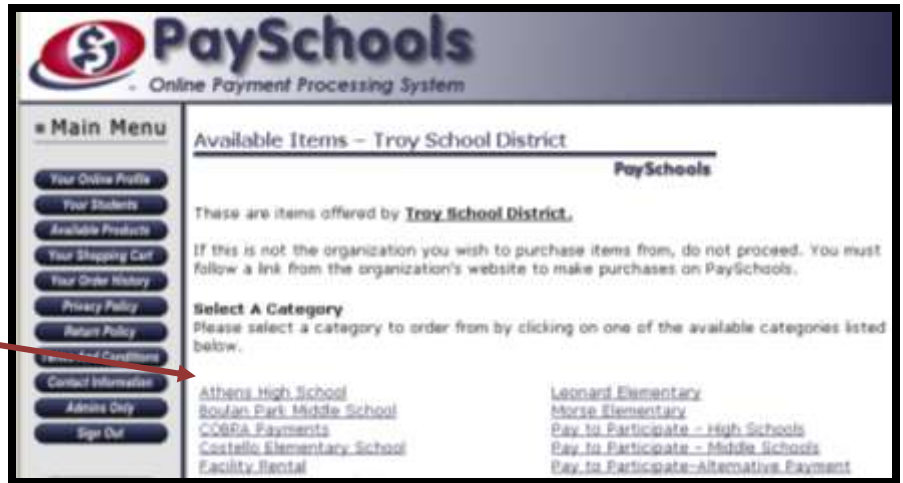 PaySchools
Online Payment Processing System
Main Menu
Your Online Profile
Your Students
Available Products
Your Shopping Cart
Your Order History
Privacy Policy
Return Policy
Terms And Conditions
Contact Information
Admins Only
Sign Out
Available Items – Troy School District
PaySchools
These are items offered by Troy School District.
If this is not the organization you wish to purchase items from, do not proceed. You must
follow a link from the organization's website to make purchases on PaySchools.
Select A Category
Please select a category to order from by clicking on one of the available categories listed
below.
Athens High School
Boulan Park Middle School
COBRA Payments
Costello Elementary School
Facility Rental
Leonard Elementary
Morse Elementary
Pay to Participate - High Schools
Pay to Participate - Middle Schools
Pay to Participate-Alternative Payment